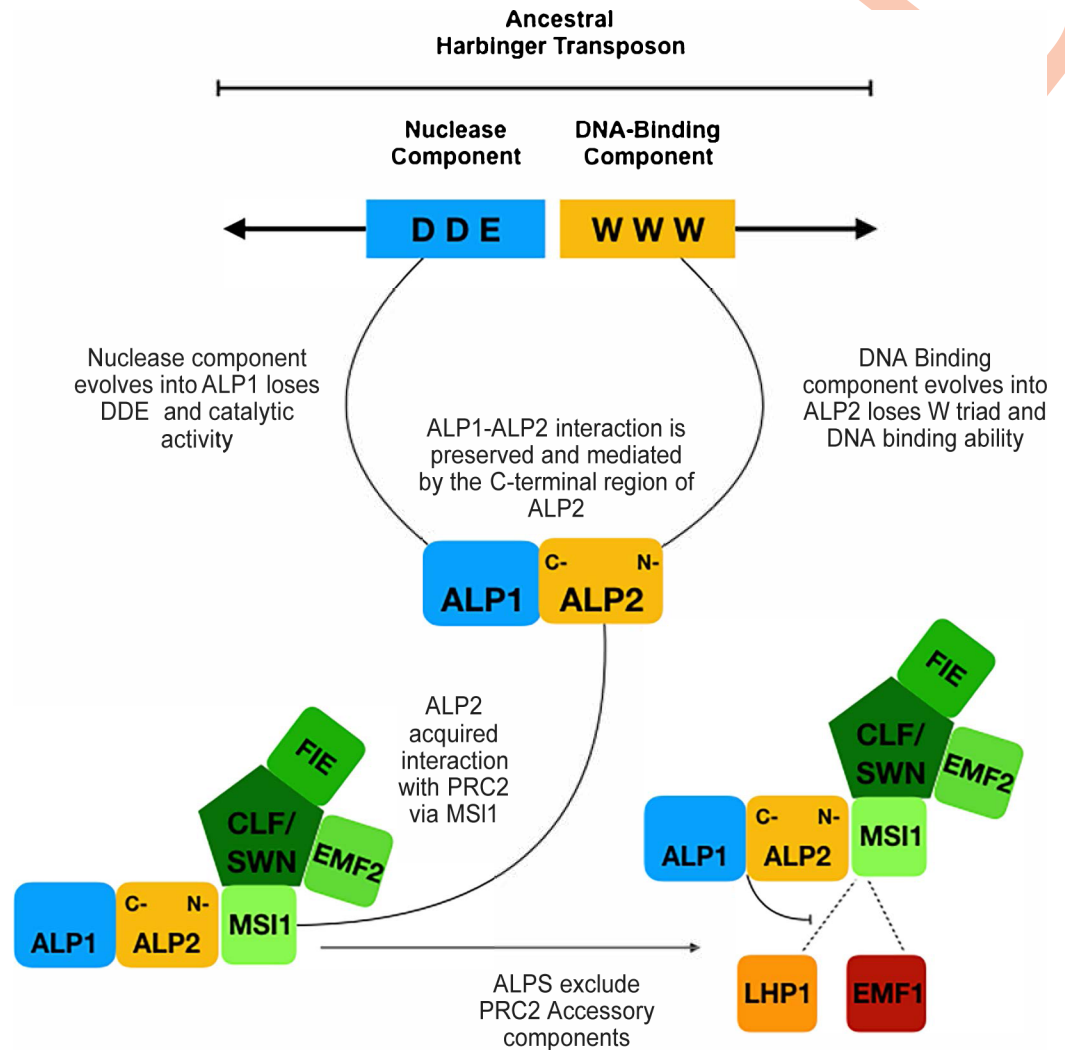 Ancestral
Harbinger Transposon
Nuclease
Component
DNA-Binding
Component
D D E
W W W
Nuclease component
evolves into ALP1 loses
DDE and catalytic
activity
DNA Binding
component evolves into
ALP2 loses W triad and
DNA binding ability
ALP1-ALP2 interaction is
preserved and mediated
by the C-terminal region of
ALP2
ALP1
C- N-
ALP2
ALP2
acquired
interaction
with PRC2
via MSI1
FIE
CLF/
SWN
EMF2
ALP1
C- N-
ALP2
MSI1
FIE
CLF/
SWN
EMF2
ALP1
C- N-
ALP2
MSI1
LHP1
EMF1
ALPS exclude
PRC2 Accessory
components